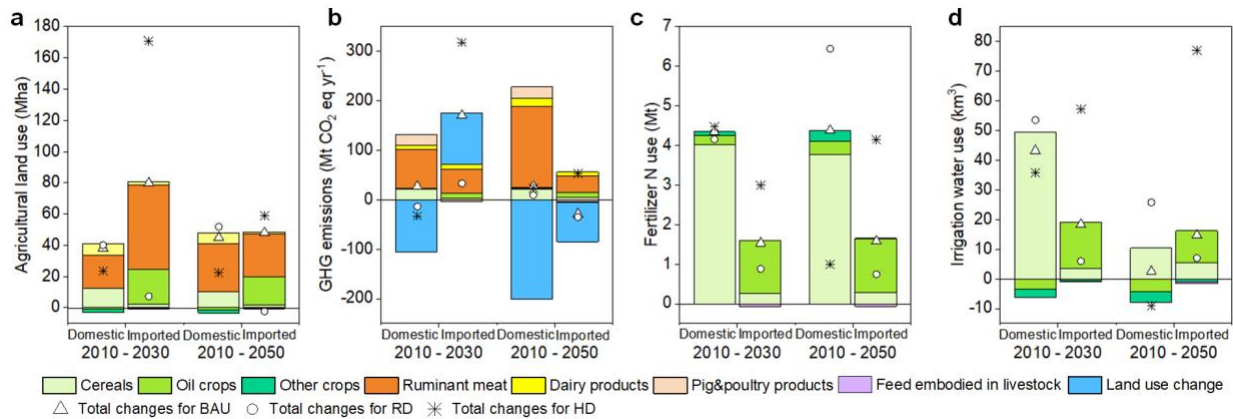 a
b
c
d
Agricultural land use (Mha)
180
160
140
120
100
80
60
40
20
0
Domestic Imported Domestic Imported
2010 - 2030 2010 - 2050
GHG emissions (Mt CO₂ eq yr⁻¹)
300
200
100
0
-100
-200
Domestic Imported Domestic Imported
2010 - 2030 2010 - 2050
Fertilizer N use (Mt)
7
6
5
4
3
2
1
0
Domestic Imported Domestic Imported
2010 - 2030 2010 - 2050
Irrigation water use (km³)
80
70
60
50
40
30
20
10
0
-10
Domestic Imported Domestic Imported
2010 - 2030 2010 - 2050
Cereals Oil crops Other crops Ruminant meat Dairy products Pig&poultry products Feed embodied in livestock Land use change
Total changes for BAU Total changes for RD Total changes for HD